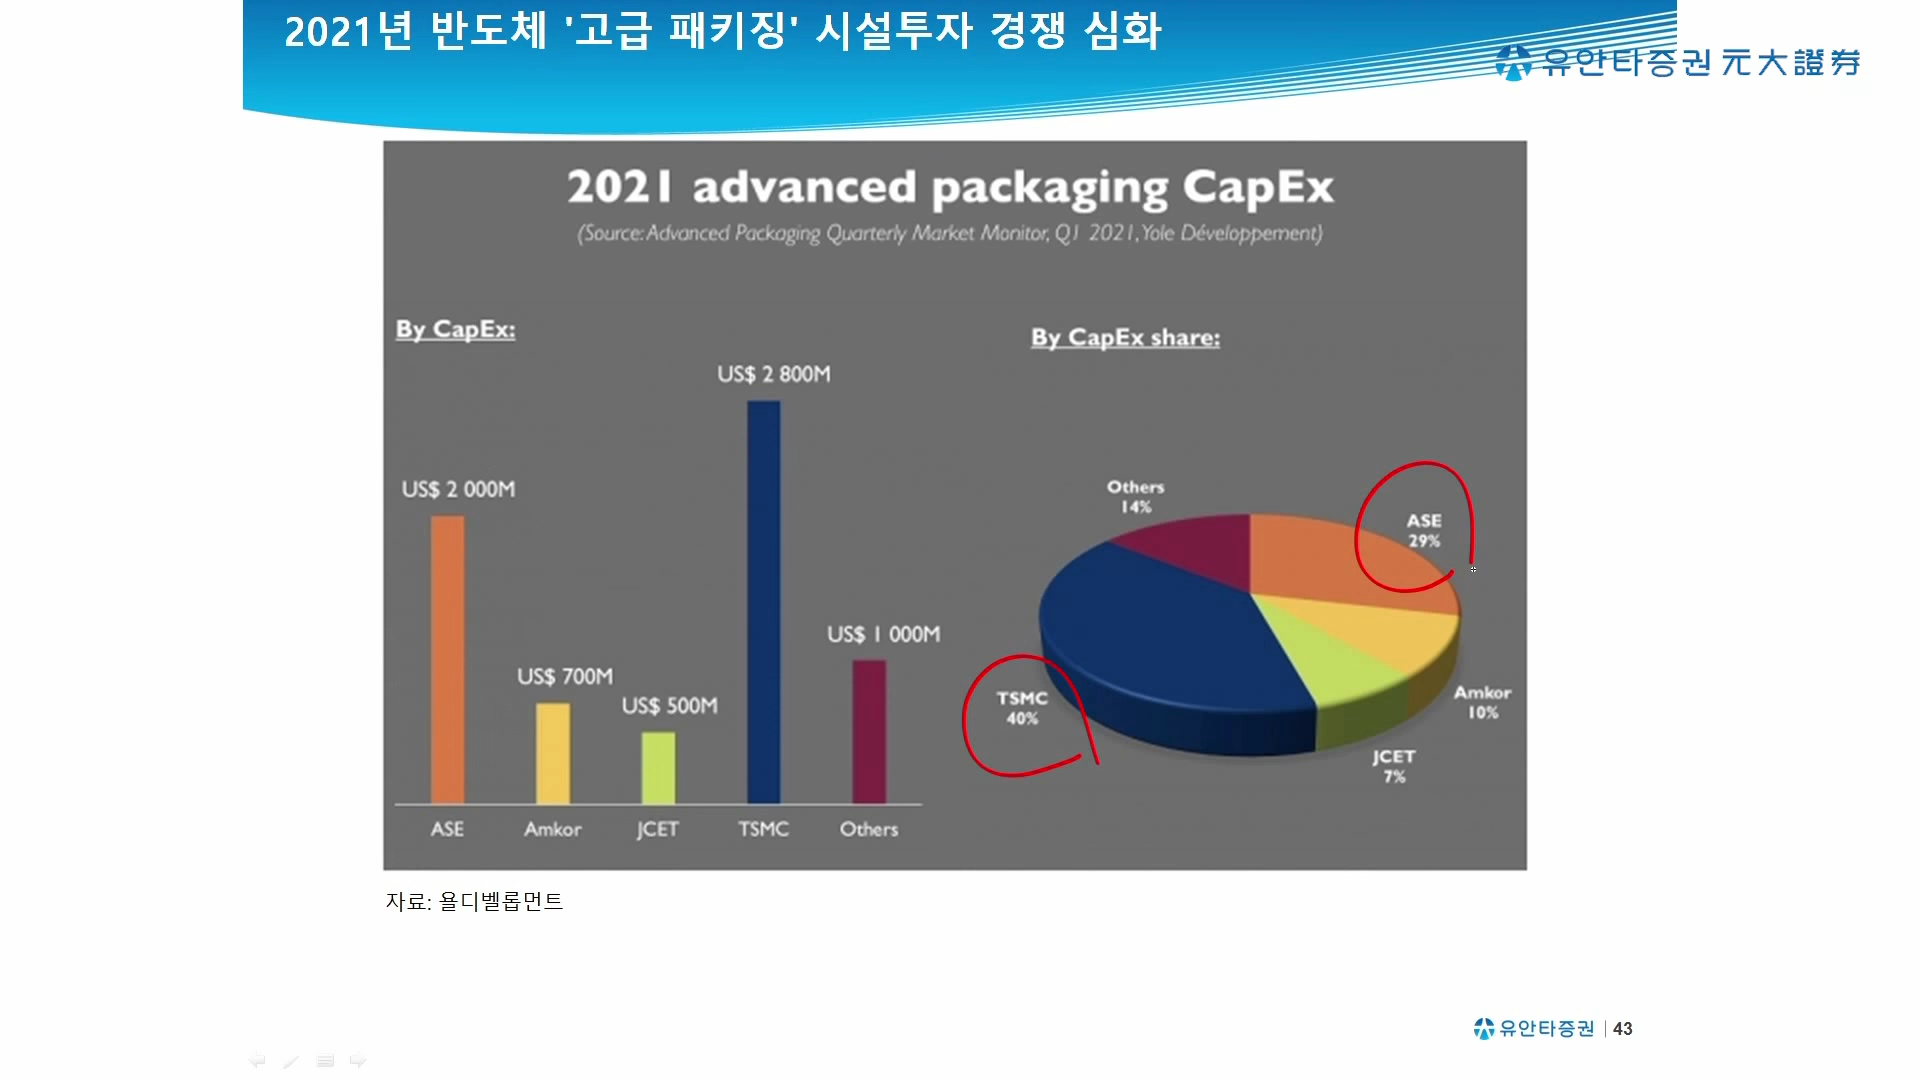 2021년 반도체 '고급 패키징' 시설투자 경쟁 심화
유안타증권 元大證券
2021 advanced packaging CapEx
(Source: Advanced Packaging Quarterly Market Monitor, Q1 2021, Yole Développement)
By CapEx:
US$ 2 000M
US$ 700M
US$ 500M
US$ 2 800M
US$ 1 000M
ASE
Amkor
JCET
TSMC
Others
By CapEx share:
Others
14%
ASE
29%
TSMC
40%
Amkor
10%
JCET
7%
자료: 욜디벨롭먼트
유안타증권 | 43